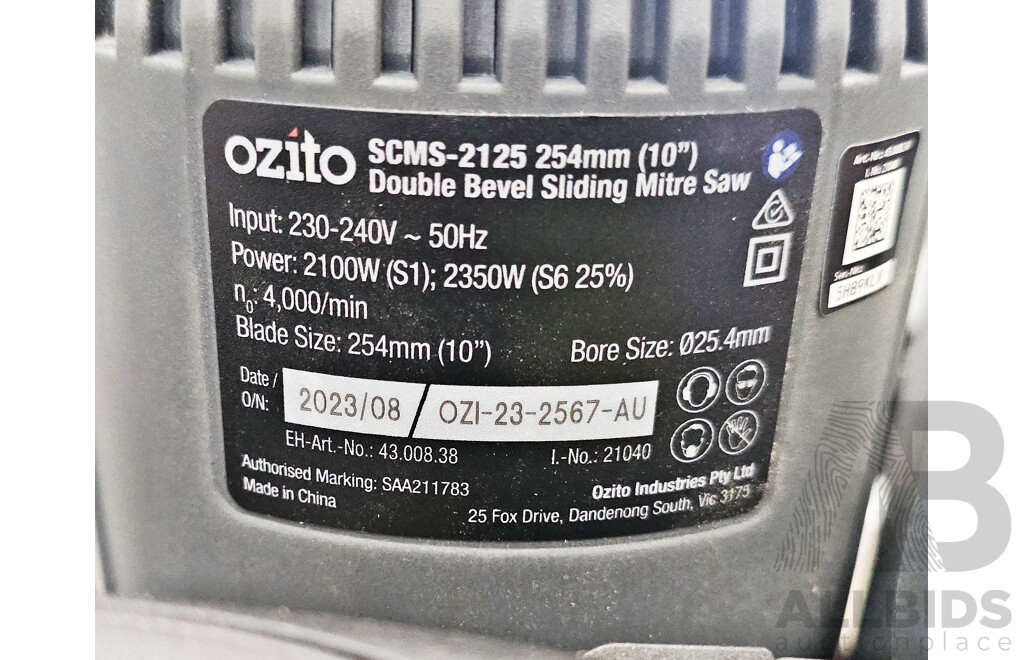 ozito
SCMS-2125 254mm (10")
Double Bevel Sliding Mitre Saw
Input: 230-240V ~ 50Hz
Power: 2100W (S1); 2350W (S6 25%)
n0: 4,000/min
Blade Size: 254mm (10")
Bore Size: Ø25.4mm
Date /
O/N:
2023/08 / OZI-23-2567-AU
EH-Art.-No.: 43.008.38
I.-No.: 21040
Authorised Marking: SAA211783
Made in China
Ozito Industries Pty Ltd
25 Fox Drive, Dandenong South, Vic 3175
B
ALLBIDS
auctionplace